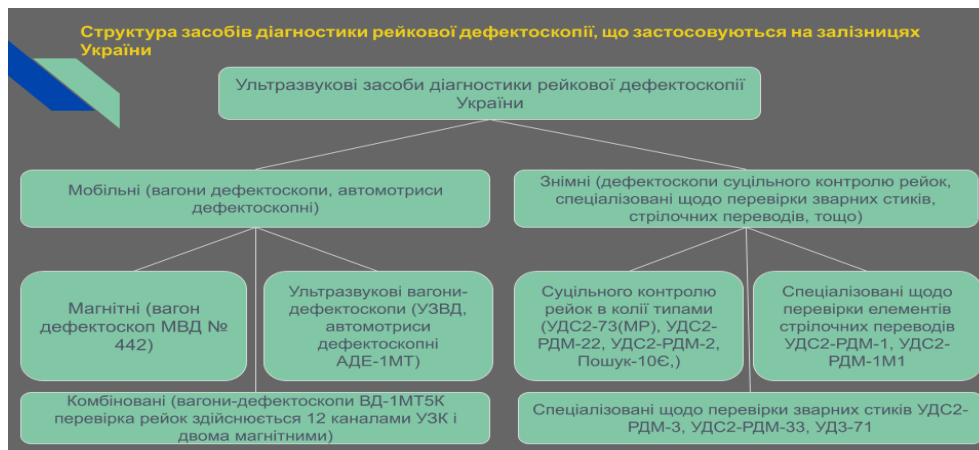 Структура засобів діагностики рейкової дефектоскопії, що застосовуються на залізницях
України
Ультразвукові засоби діагностики рейкової дефектоскопії
України
Мобільні (вагони дефектоскопи, автомотриси
дефектоскопні)
Знімні (дефектоскопи суцільного контролю рейок,
спеціалізовані щодо перевірки зварних стиків,
стрілочних переводів, тощо)
Магнітні (вагон
дефектоскоп МВД №
442)
Ультразвукові вагони-
дефектоскопи (УЗВД,
автомотриси
дефектоскопні
АДЕ-1МТ)
Суцільного контролю
рейок в колії типами
(УДС2-73(МР), УДС2-
РДМ-22, УДС2-РДМ-2,
Пошук-10Є,)
Спеціалізовані щодо
перевірки елементів
стрілочних переводів
УДС2-РДМ-1, УДС2-
РДМ-1М1
Комбіновані (вагони-дефектоскопи ВД-1МТ5К
перевірка рейок здійснюється 12 каналами УЗК і
двома магнітними)
Спеціалізовані щодо перевірки зварних стиків УДС2-
РДМ-3, УДС2-РДМ-33, УДЗ-71